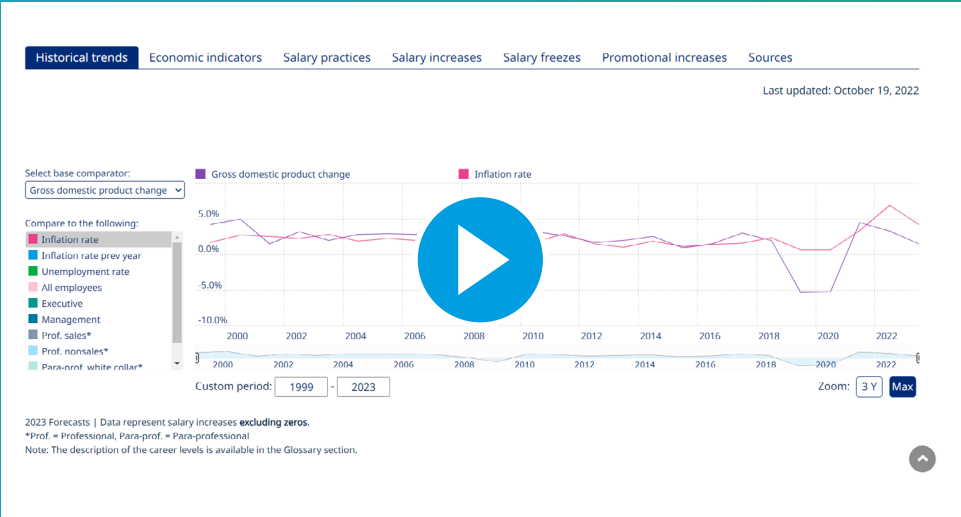 Historical trends Economic indicators Salary practices Salary increases Salary freezes Promotional increases Sources
Last updated: October 19, 2022
Select base comparator:
Gross domestic product change
Gross domestic product change Inflation rate
Compare to the following:
Inflation rate
Inflation rate prev year
Unemployment rate
All employees
Executive
Management
Prof. sales*
Prof. nonsales*
Para-prof. white collar*
5.0%
0.0%
-5.0%
-10.0%
2000 2002 2004 2006 2008 2010 2012 2014 2016 2018 2020 2022
2000 2002 2004 2006 2008 2010 2012 2014 2016 2018 2020 2022
Custom period: 1999 - 2023 Zoom: 3 Y Max
2023 Forecasts | Data represent salary increases excluding zeros.
*Prof. = Professional, Para-prof. = Para-professional
Note: The description of the career levels is available in the Glossary section.